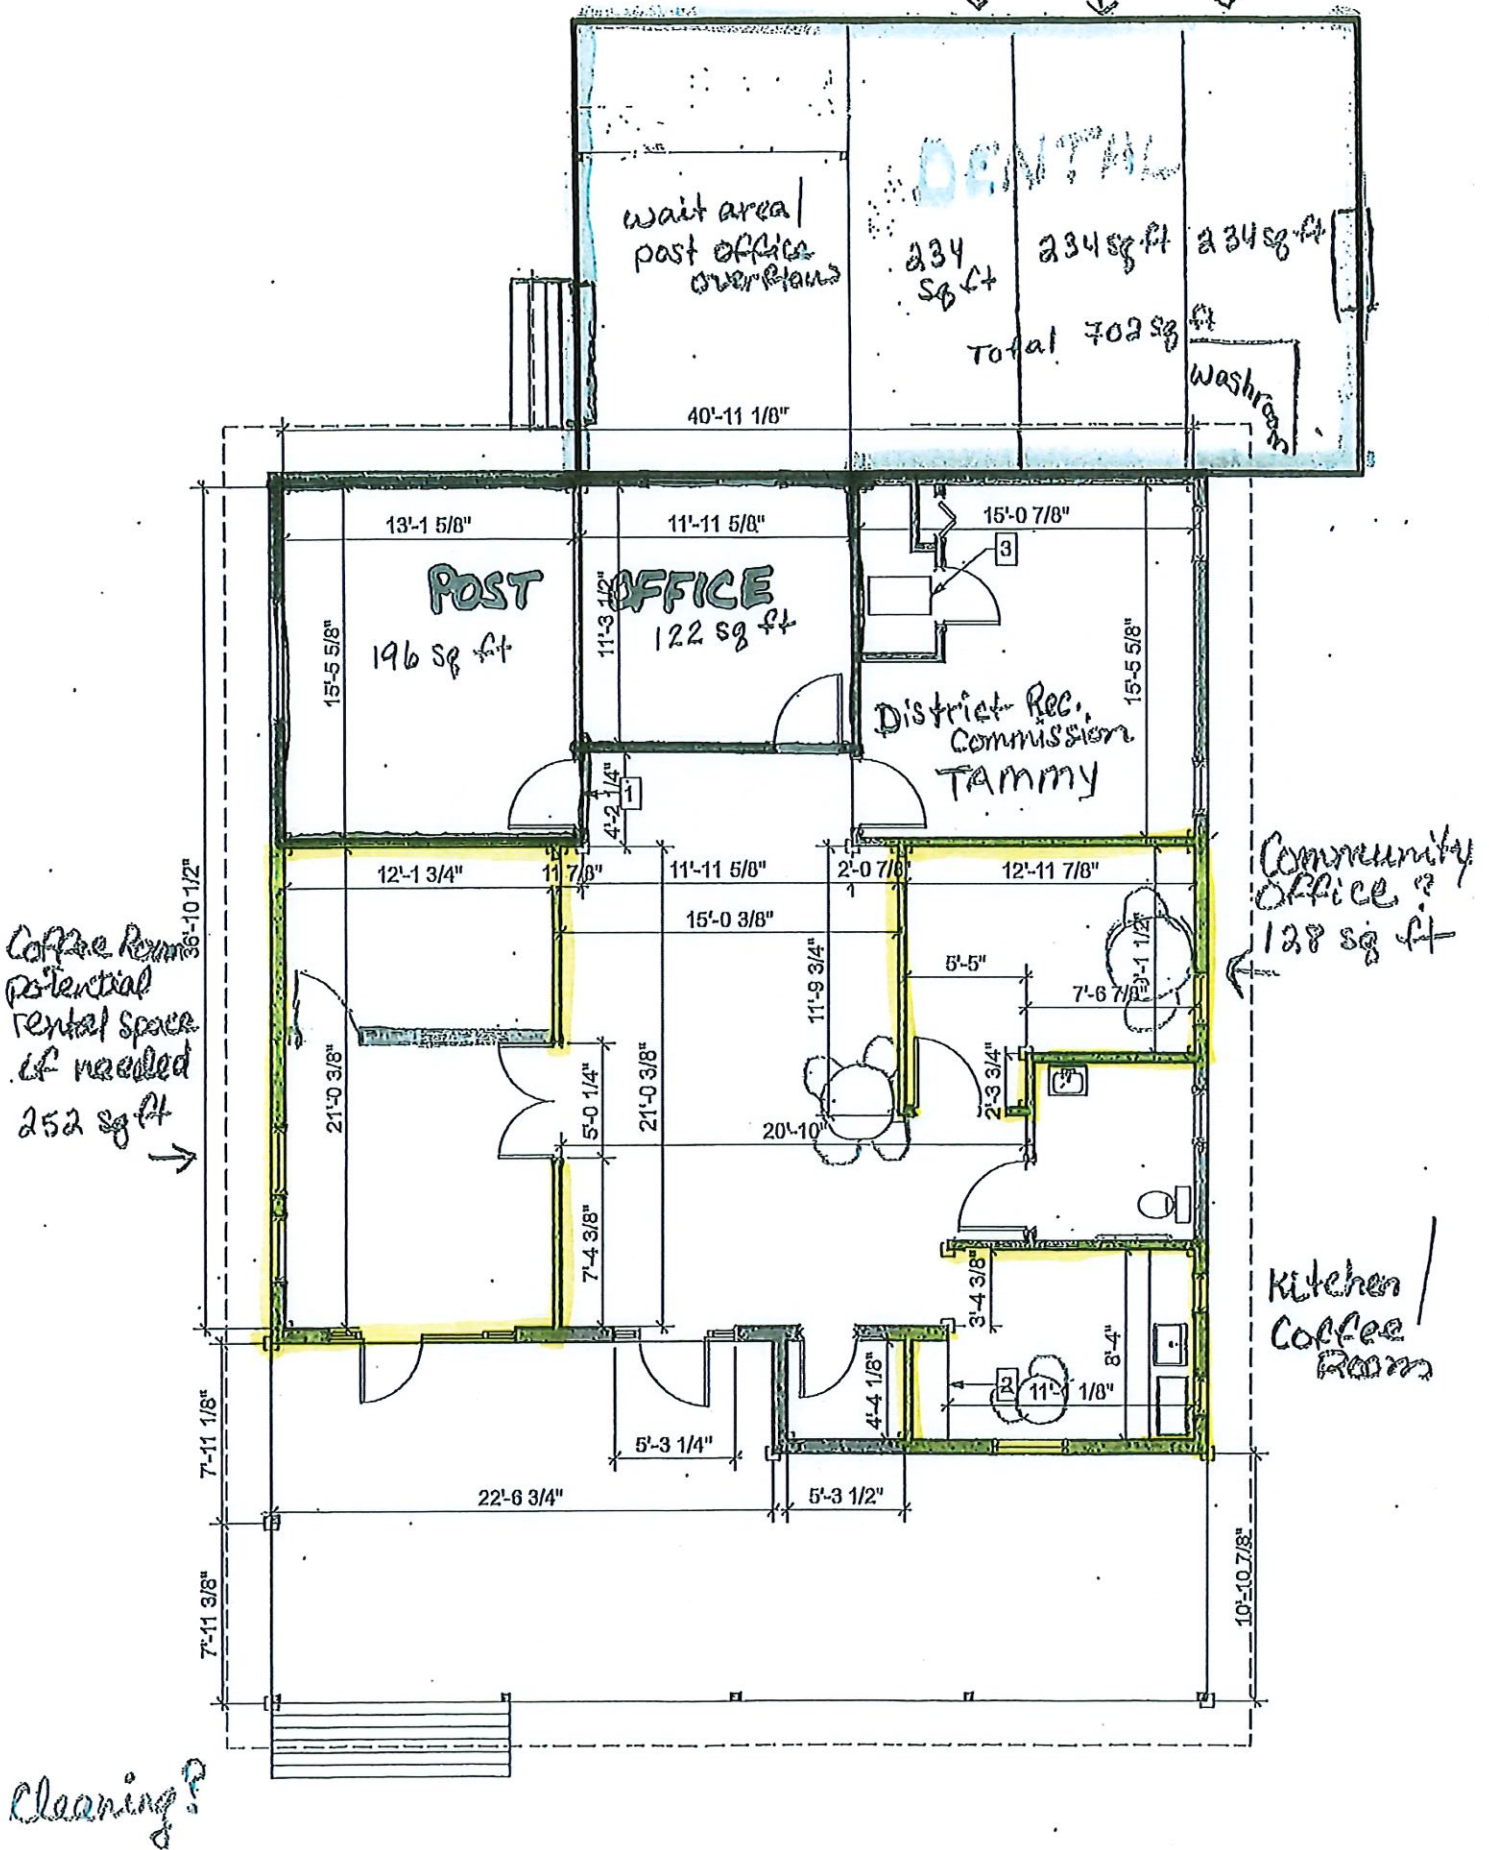 DENTAL
wait area/
post office
overflow
234
sq ft
234 sq ft
234 sq ft
Total 702 sq ft
washroom
40'-11 1/8"
13'-1 5/8"
11'-11 5/8"
15'-0 7/8"
3
POST OFFICE
196 sq ft
122 sq ft
15'-5 5/8"
11'-3 1/2"
15'-5 5/8"
District Rec.
Commission
TAMMY
1
4'-2 1/4"
36'-10 1/2"
12'-1 3/4"
11 7/8"
11'-11 5/8"
2'-0 7/8"
12'-11 7/8"
15'-0 3/8"
Community
Office?
128 sq ft
Coffee Room
potential
rental space
if needed
252 sq ft
5'-5"
7'-6 7/8"
9'-1 1/2"
11'-9 3/4"
21'-0 3/8"
5'-0 1/4"
21'-0 3/8"
2'-3 3/4"
20'-10"
7'-4 3/8"
3'-4 3/8"
Kitchen/
Coffee
Room
8'-4"
4'-4 1/8"
2
7'-11 1/8"
5'-3 1/4"
22'-6 3/4"
5'-3 1/2"
7'-11 3/8"
10'-10 7/8"
Cleaning?